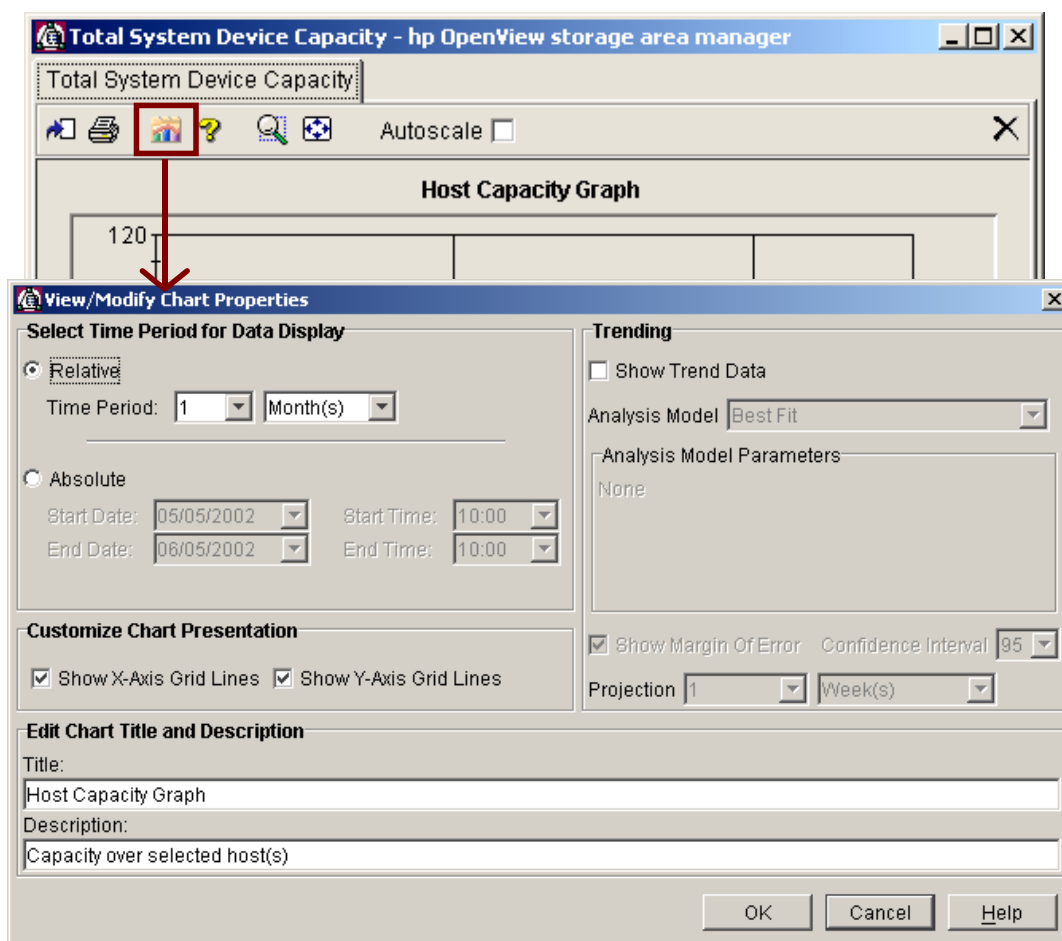 Total System Device Capacity - hp OpenView storage area manager
Total System Device Capacity
Autoscale
Host Capacity Graph
120
View/Modify Chart Properties
Select Time Period for Data Display
Relative
Time Period: 1 Month(s)
Absolute
Start Date: 05/05/2002 Start Time: 10:00
End Date: 06/05/2002 End Time: 10:00
Customize Chart Presentation
Show X-Axis Grid Lines Show Y-Axis Grid Lines
Trending
Show Trend Data
Analysis Model Best Fit
Analysis Model Parameters
None
Show Margin Of Error Confidence Interval 95
Projection 1 Week(s)
Edit Chart Title and Description
Title:
Host Capacity Graph
Description:
Capacity over selected host(s)
OK Cancel Help